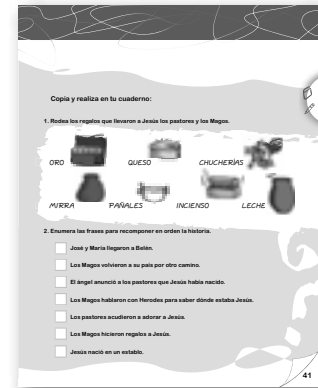 Copia y realiza en tu cuaderno:
1. Rodea los regalos que llevaron a Jesús los pastores y los Magos.
ORO QUESO CHUCHERÍAS
MIRRA PAÑALES INCIENSO LECHE
2. Enumera las frases para recomponer en orden la historia.
José y María llegaron a Belén.
Los Magos volvieron a su país por otro camino.
El ángel anunció a los pastores que Jesús había nacido.
Los Magos hablaron con Herodes para saber dónde estaba Jesús.
Los pastores acudieron a adorar a Jesús.
Los Magos hicieron regalos a Jesús.
Jesús nació en un establo.
41